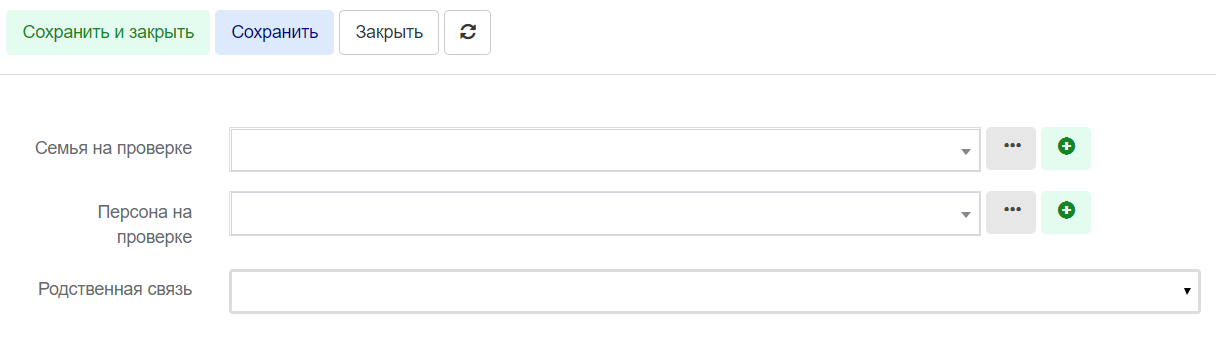 Сохранить и закрыть Сохранить Закрыть
Семья на проверке
Персона на
проверке
Родственная связь